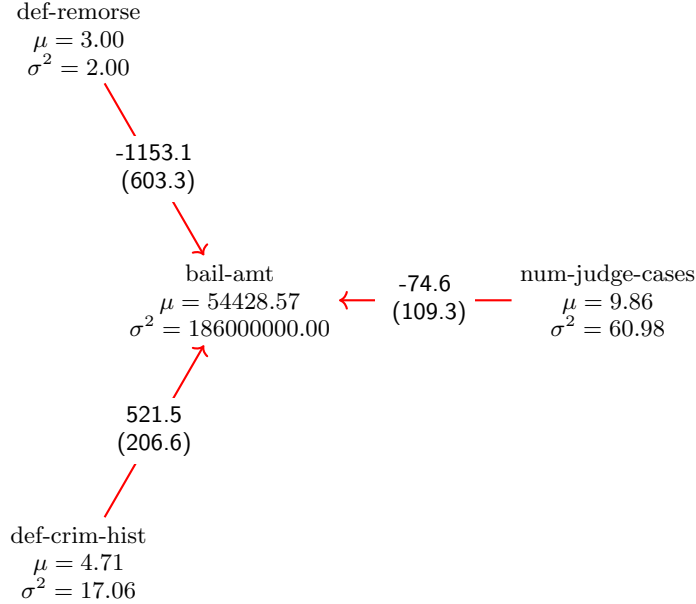 def-remorse
μ = 3.00
σ² = 2.00
-1153.1
(603.3)
bail-amt
μ = 54428.57
σ² = 186000000.00
-74.6
(109.3)
num-judge-cases
μ = 9.86
σ² = 60.98
521.5
(206.6)
def-crim-hist
μ = 4.71
σ² = 17.06